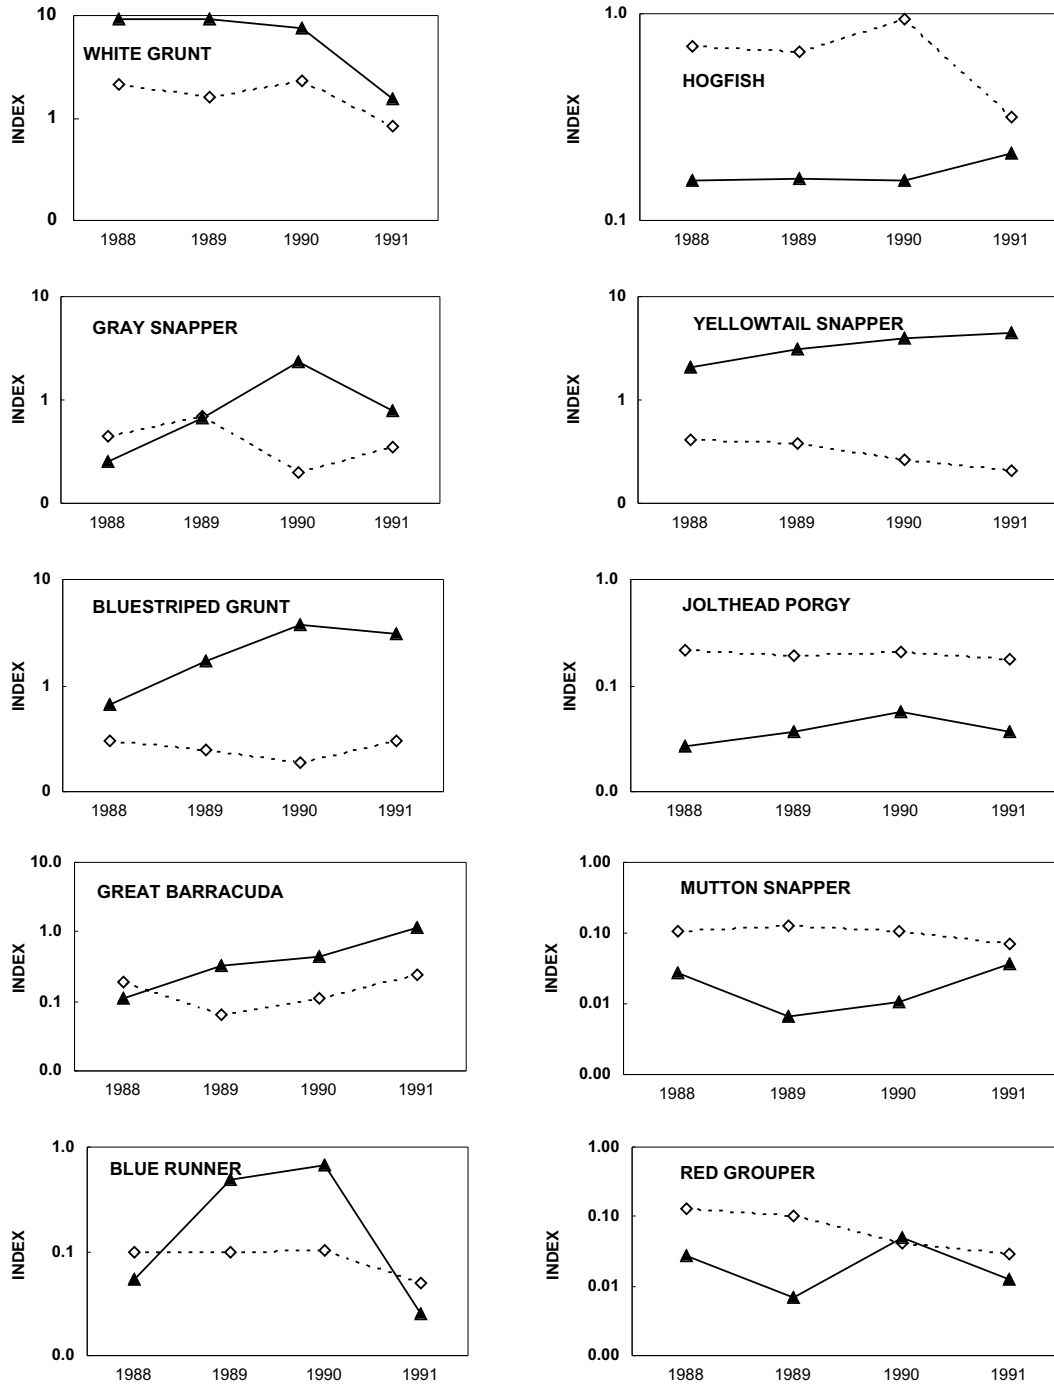 10
WHITE GRUNT
INDEX
1
0
1988 1989 1990 1991
1.0
HOGFISH
INDEX
0.1
1988 1989 1990 1991
10
GRAY SNAPPER
INDEX
1
0
1988 1989 1990 1991
10
YELLOWTAIL SNAPPER
INDEX
1
0
1988 1989 1990 1991
10
BLUESTRIPED GRUNT
INDEX
1
0
1988 1989 1990 1991
1.0
JOLTHEAD PORGY
INDEX
0.1
0.0
1988 1989 1990 1991
10.0
GREAT BARRACUDA
1.0
INDEX
0.1
0.0
1988 1989 1990 1991
1.00
MUTTON SNAPPER
0.10
INDEX
0.01
0.00
1988 1989 1990 1991
1.0
BLUE RUNNER
INDEX
0.1
0.0
1988 1989 1990 1991
1.00
RED GROUPER
0.10
INDEX
0.01
0.00
1988 1989 1990 1991